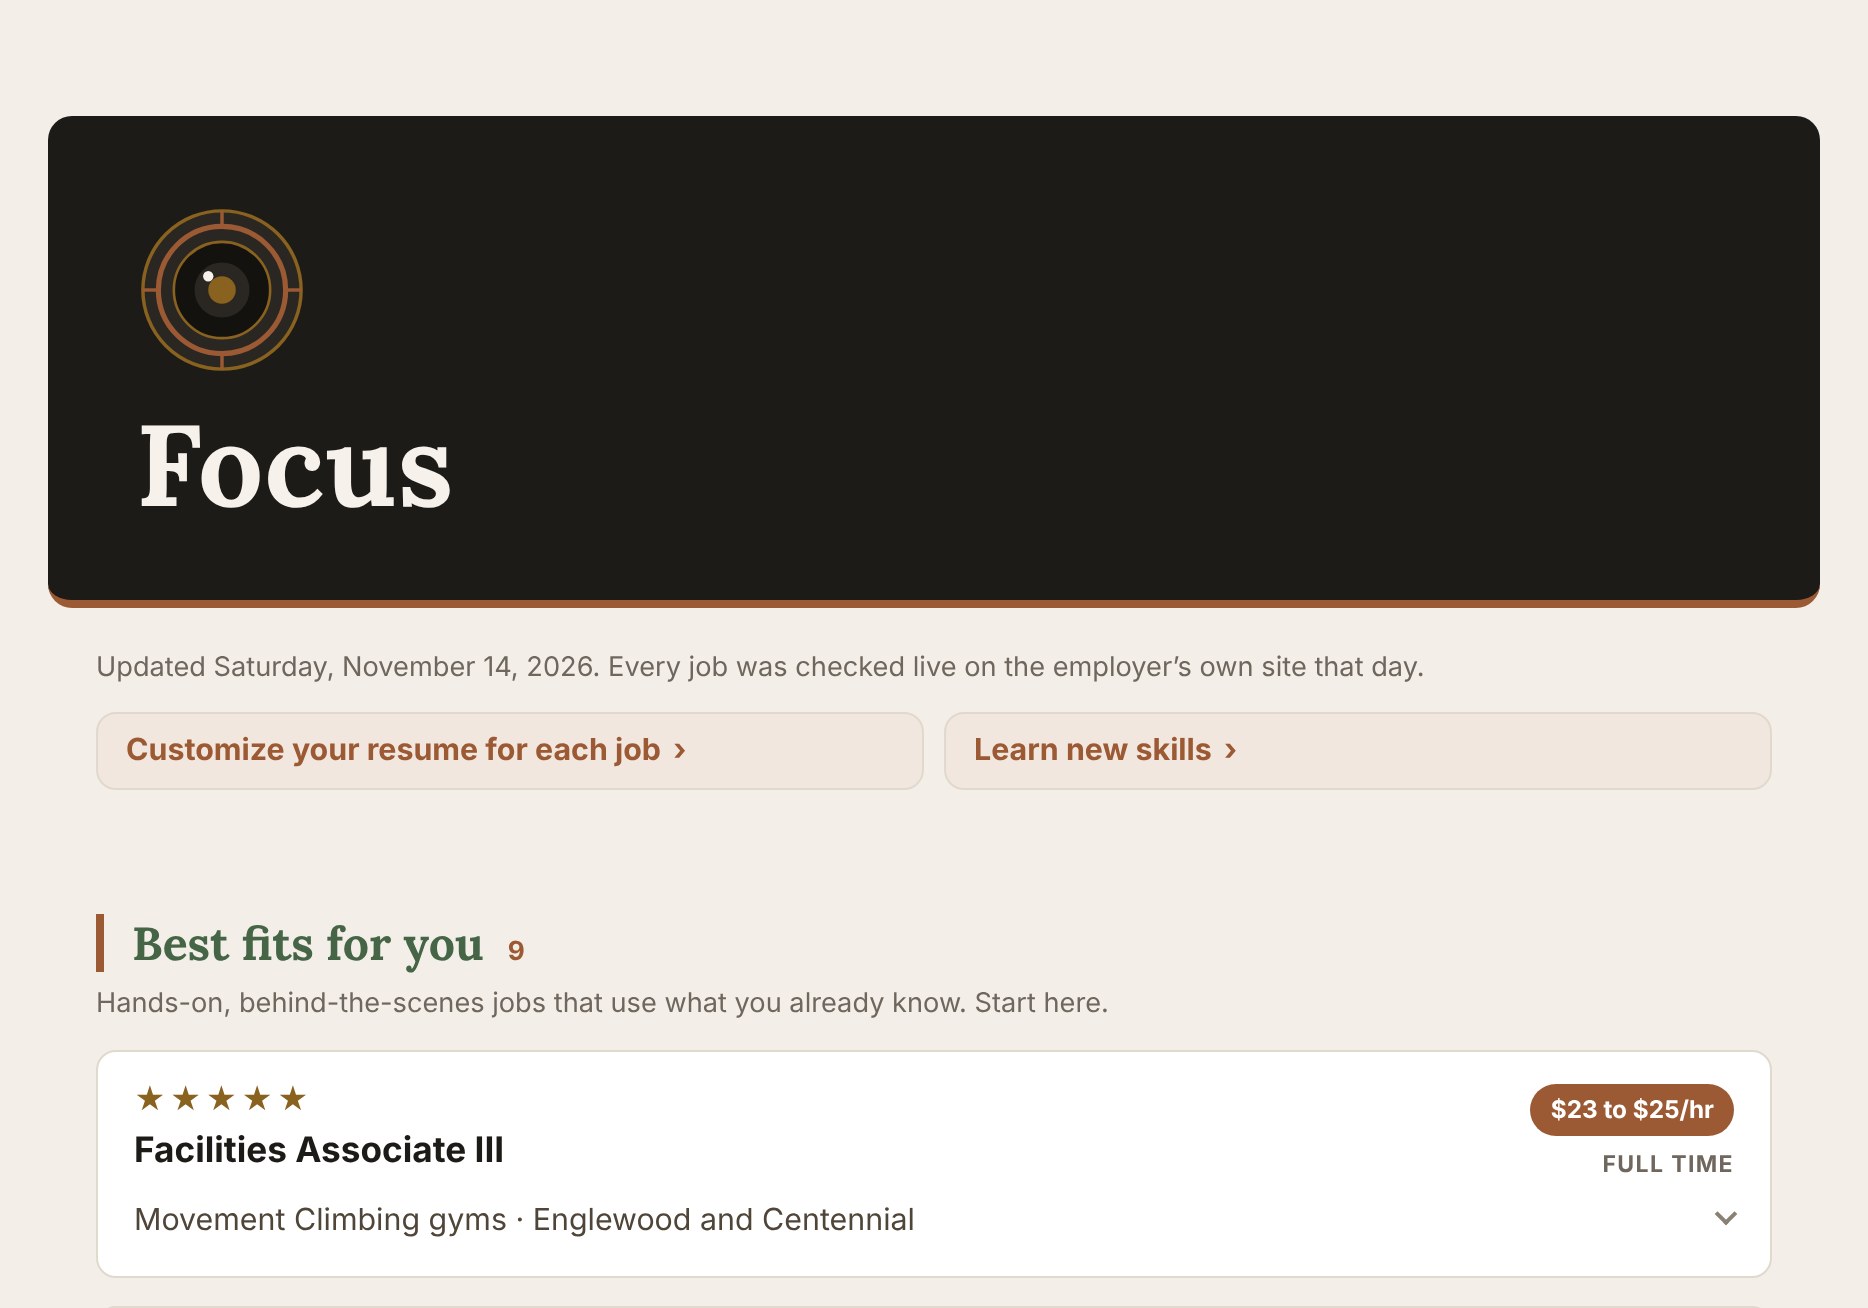 Focus
Updated Saturday, November 14, 2026. Every job was checked live on the employer’s own site that day.
Customize your resume for each job ›
Learn new skills ›
Best fits for you 9
Hands-on, behind-the-scenes jobs that use what you already know. Start here.
★★★★★
$23 to $25/hr
Facilities Associate III
FULL TIME
Movement Climbing gyms · Englewood and Centennial